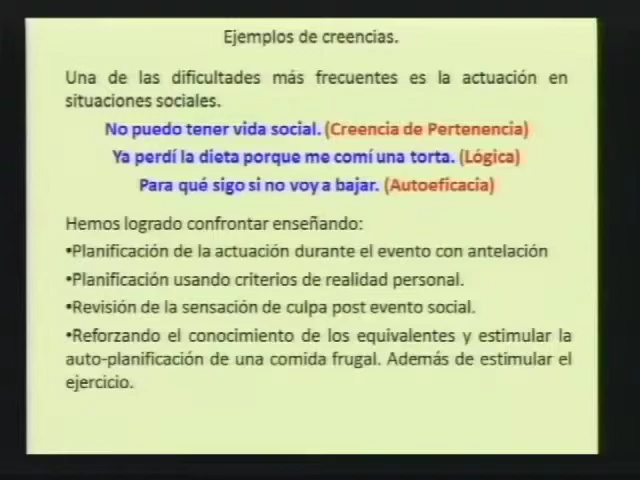 Ejemplos de creencias.
Una de las dificultades más frecuentes es la actuación en
situaciones sociales.
No puedo tener vida social. (Creencia de Pertenencia)
Ya perdí la dieta porque me comí una torta. (Lógica)
Para qué sigo si no voy a bajar. (Autoeficacia)
Hemos logrado confrontar enseñando:
•Planificación de la actuación durante el evento con antelación
•Planificación usando criterios de realidad personal.
•Revisión de la sensación de culpa post evento social.
•Reforzando el conocimiento de los equivalentes y estimular la
auto-planificación de una comida frugal. Además de estimular el
ejercicio.